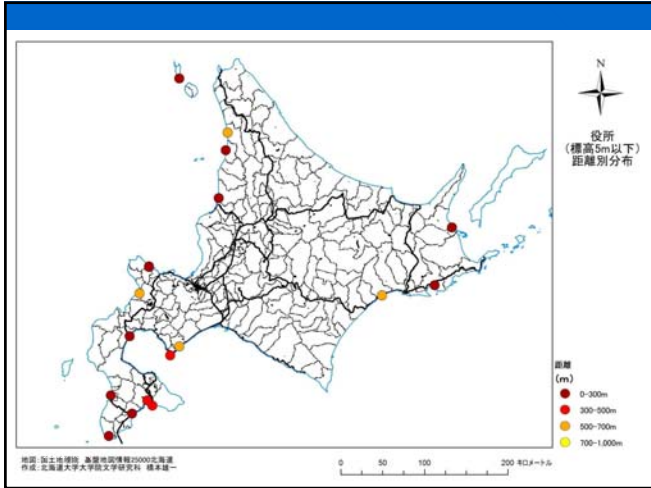 N
役所
(標高5m以下)
距離別分布
距離
(m)
0-300m
300-500m
500-700m
700-1,000m
地図:国土地理院 基盤地図情報25000北海道
作成:北海道大学大学院文学研究科 橋本雄一
0 50 100 200 キロメートル